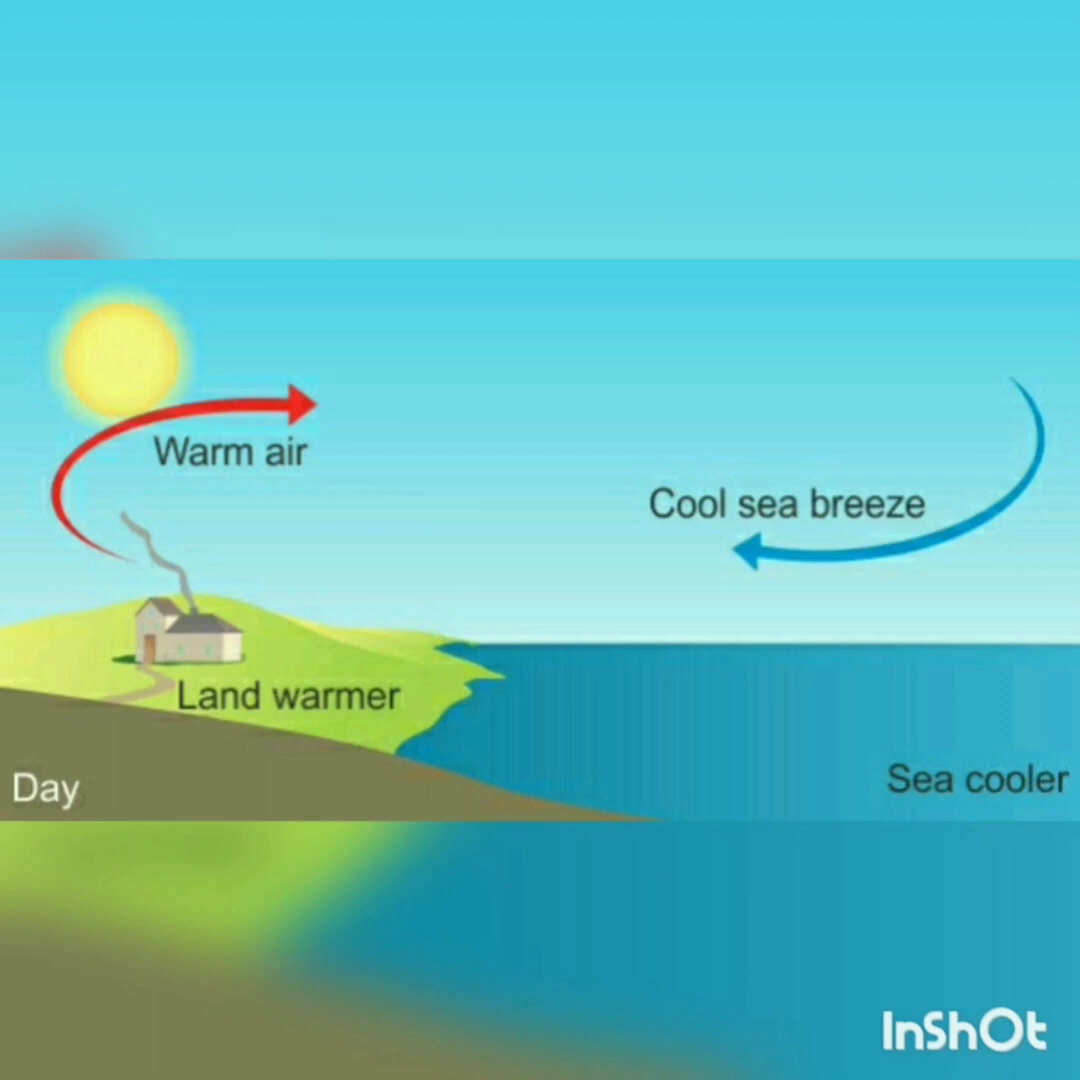 Warm air
Cool sea breeze
Land warmer
Day
Sea cooler
InShOt